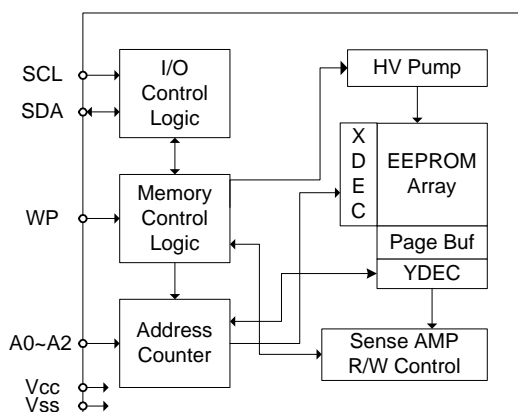 SCL
SDA
WP
A0~A2
Vcc
Vss
I/O
Control
Logic
Memory
Control
Logic
Address
Counter
HV Pump
X
D
E
C
EEPROM
Array
Page Buf
YDEC
Sense AMP
R/W Control